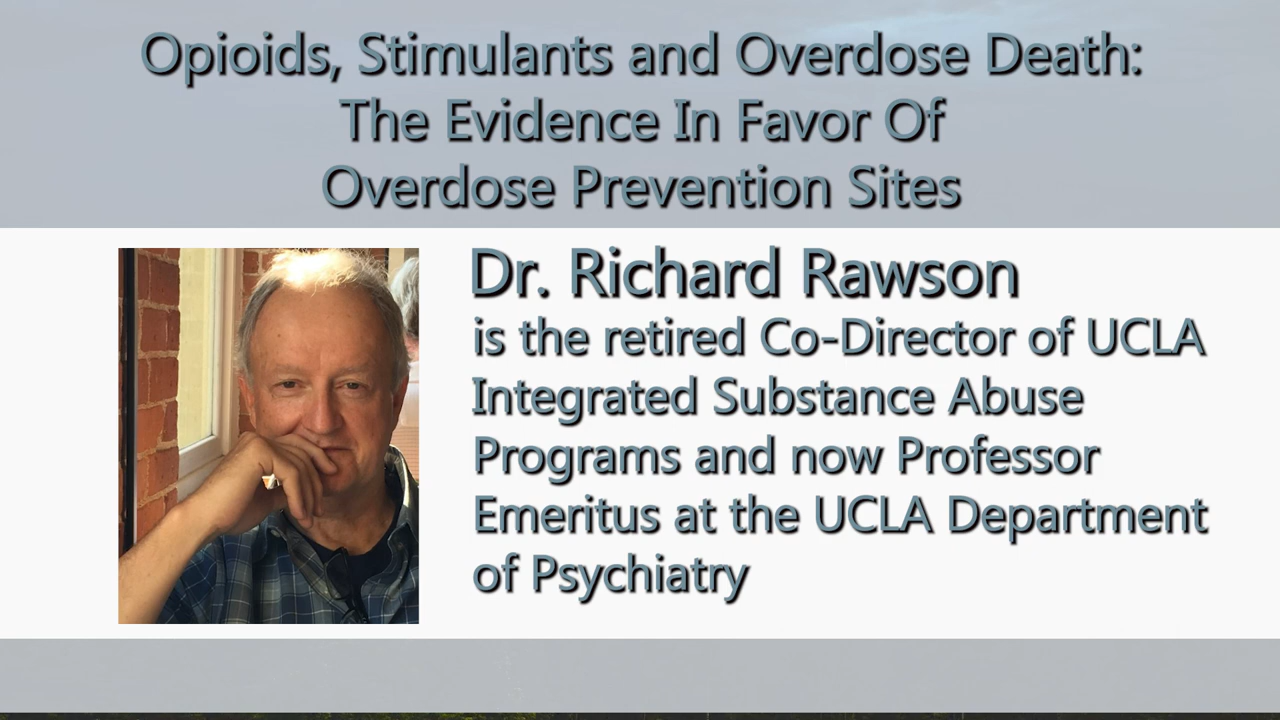 Opioids, Stimulants and Overdose Death:
The Evidence In Favor Of
Overdose Prevention Sites
Dr. Richard Rawson
is the retired Co-Director of UCLA
Integrated Substance Abuse
Programs and now Professor
Emeritus at the UCLA Department
of Psychiatry